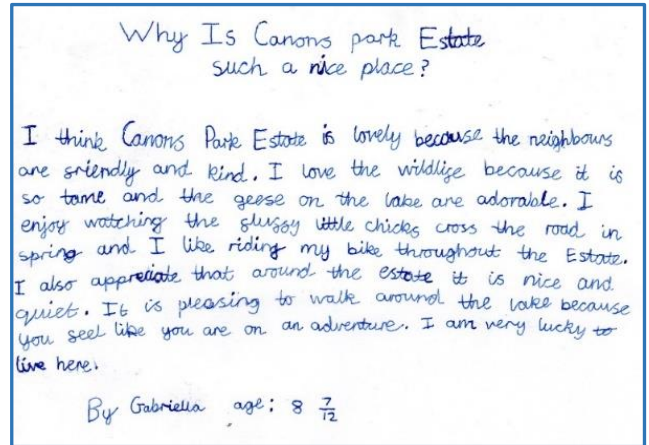 Why Is Canons park Estate
such a nice place?
I think Canons Park Estate is lovely because the neighbours
are friendly and kind. I love the wildlife because it is
so tame and the geese on the lake are adorable. I
enjoy watching the fluffy little chicks cross the road in
spring and I like riding my bike throughout the Estate.
I also appreciate that around the estate it is nice and
quiet. It is pleasing to walk around the lake because
you feel like you are on an adventure. I am very lucky to
live here.
By Gabriella age: 8 7/12